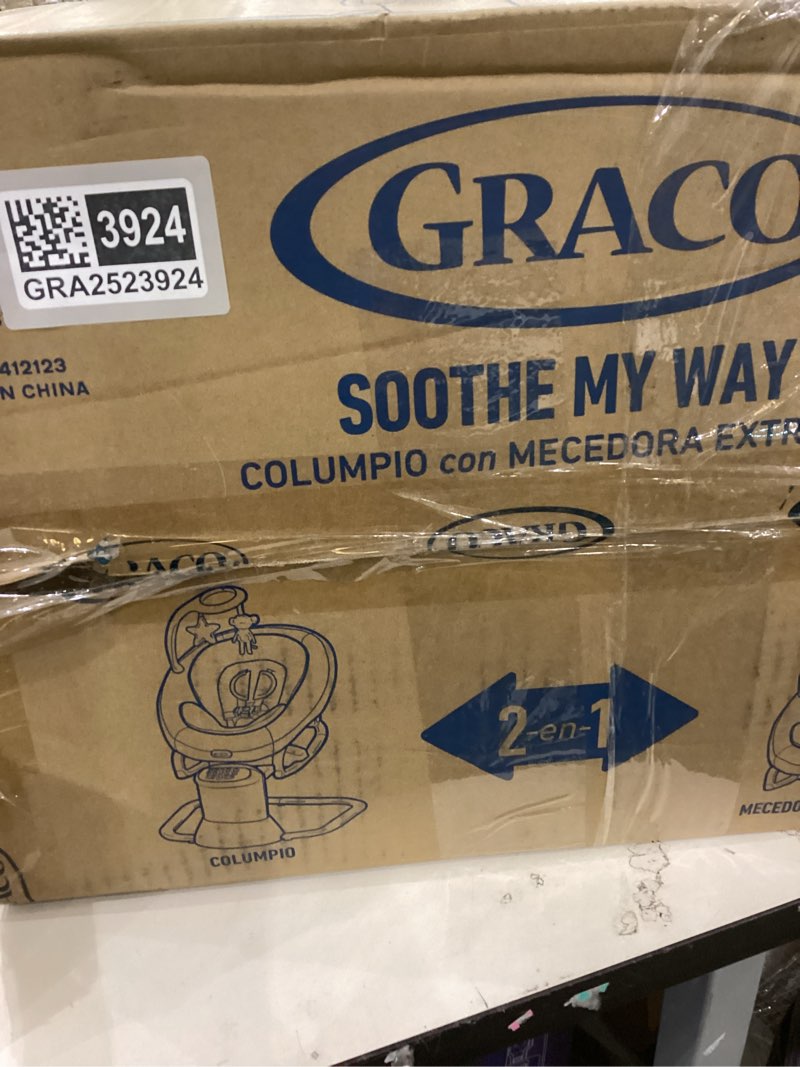 3924
GRA2523924
GRACO
412123
N CHINA
SOOTHE MY WAY
COLUMPIO con MECEDORA EXTR
2-en-1
COLUMPIO
MECEDO